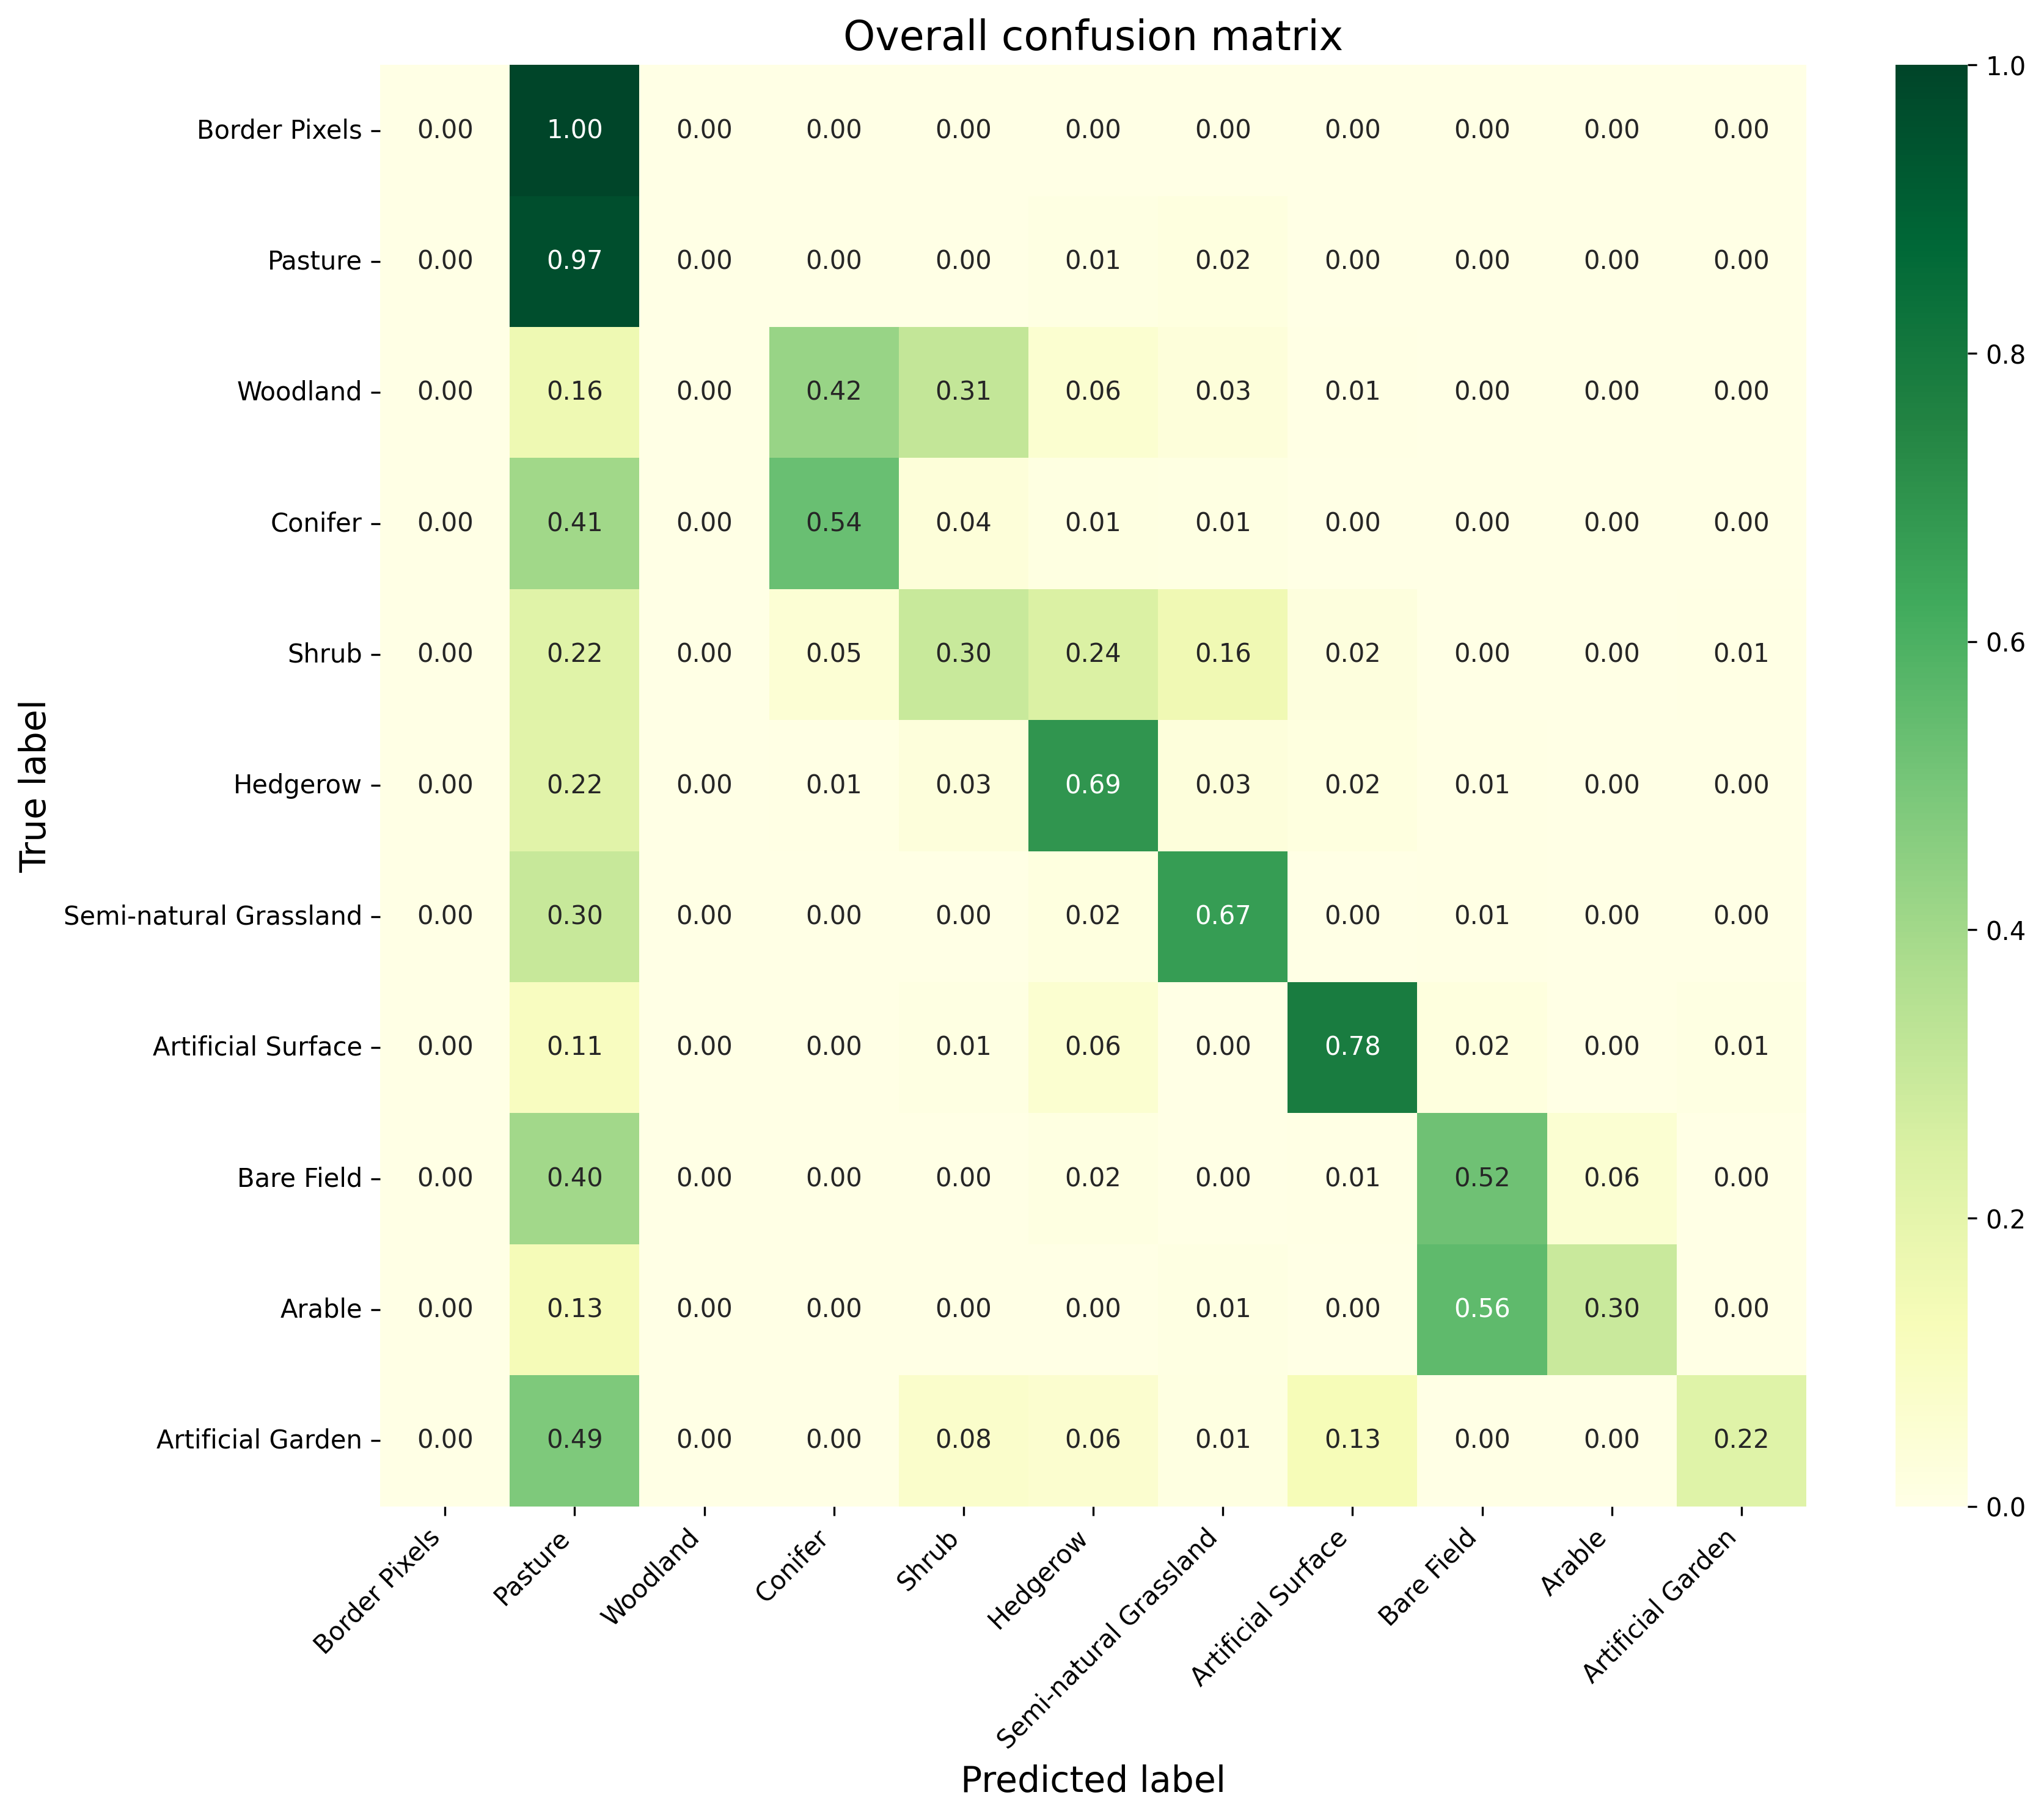 Overall confusion matrix
True label
Border Pixels 0.00 1.00 0.00 0.00 0.00 0.00 0.00 0.00 0.00 0.00 0.00
Pasture 0.00 0.97 0.00 0.00 0.00 0.01 0.02 0.00 0.00 0.00 0.00
Woodland 0.00 0.16 0.00 0.42 0.31 0.06 0.03 0.01 0.00 0.00 0.00
Conifer 0.00 0.41 0.00 0.54 0.04 0.01 0.01 0.00 0.00 0.00 0.00
Shrub 0.00 0.22 0.00 0.05 0.30 0.24 0.16 0.02 0.00 0.00 0.01
Hedgerow 0.00 0.22 0.00 0.01 0.03 0.69 0.03 0.02 0.01 0.00 0.00
Semi-natural Grassland 0.00 0.30 0.00 0.00 0.00 0.02 0.67 0.00 0.01 0.00 0.00
Artificial Surface 0.00 0.11 0.00 0.00 0.01 0.06 0.00 0.78 0.02 0.00 0.01
Bare Field 0.00 0.40 0.00 0.00 0.00 0.02 0.00 0.01 0.52 0.06 0.00
Arable 0.00 0.13 0.00 0.00 0.00 0.00 0.01 0.00 0.56 0.30 0.00
Artificial Garden 0.00 0.49 0.00 0.00 0.08 0.06 0.01 0.13 0.00 0.00 0.22
Border Pixels
Pasture
Woodland
Conifer
Shrub
Hedgerow
Semi-natural Grassland
Artificial Surface
Bare Field
Arable
Artificial Garden
Predicted label
1.0
0.8
0.6
0.4
0.2
0.0